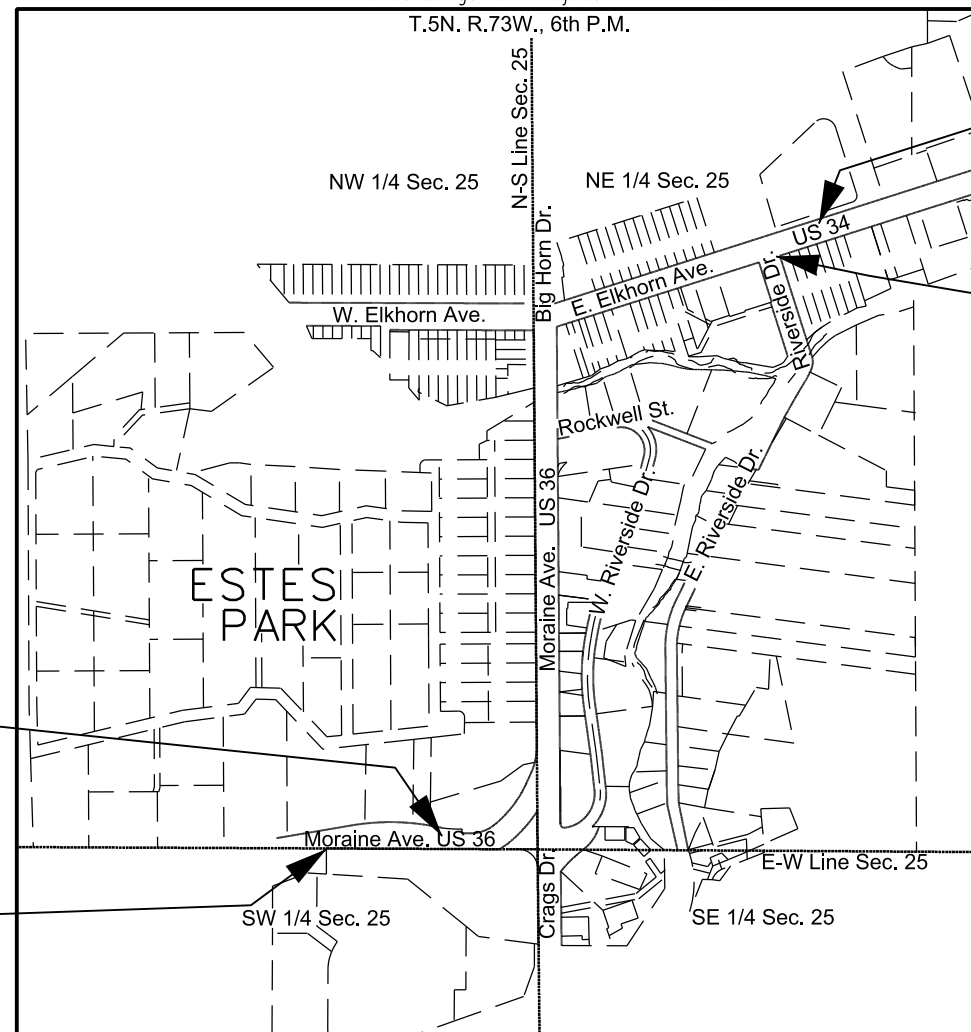 T.5N. R.73W., 6th P.M.
N-S Line Sec. 25
NW 1/4 Sec. 25
NE 1/4 Sec. 25
Big Horn Dr.
US 34
E. Elkhorn Ave.
Riverside Dr.
W. Elkhorn Ave.
Rockwell St.
Moraine Ave. US 36
W. Riverside Dr.
E. Riverside Dr.
ESTES
PARK
Moraine Ave. US 36
E-W Line Sec. 25
Crags Dr.
SW 1/4 Sec. 25
SE 1/4 Sec. 25